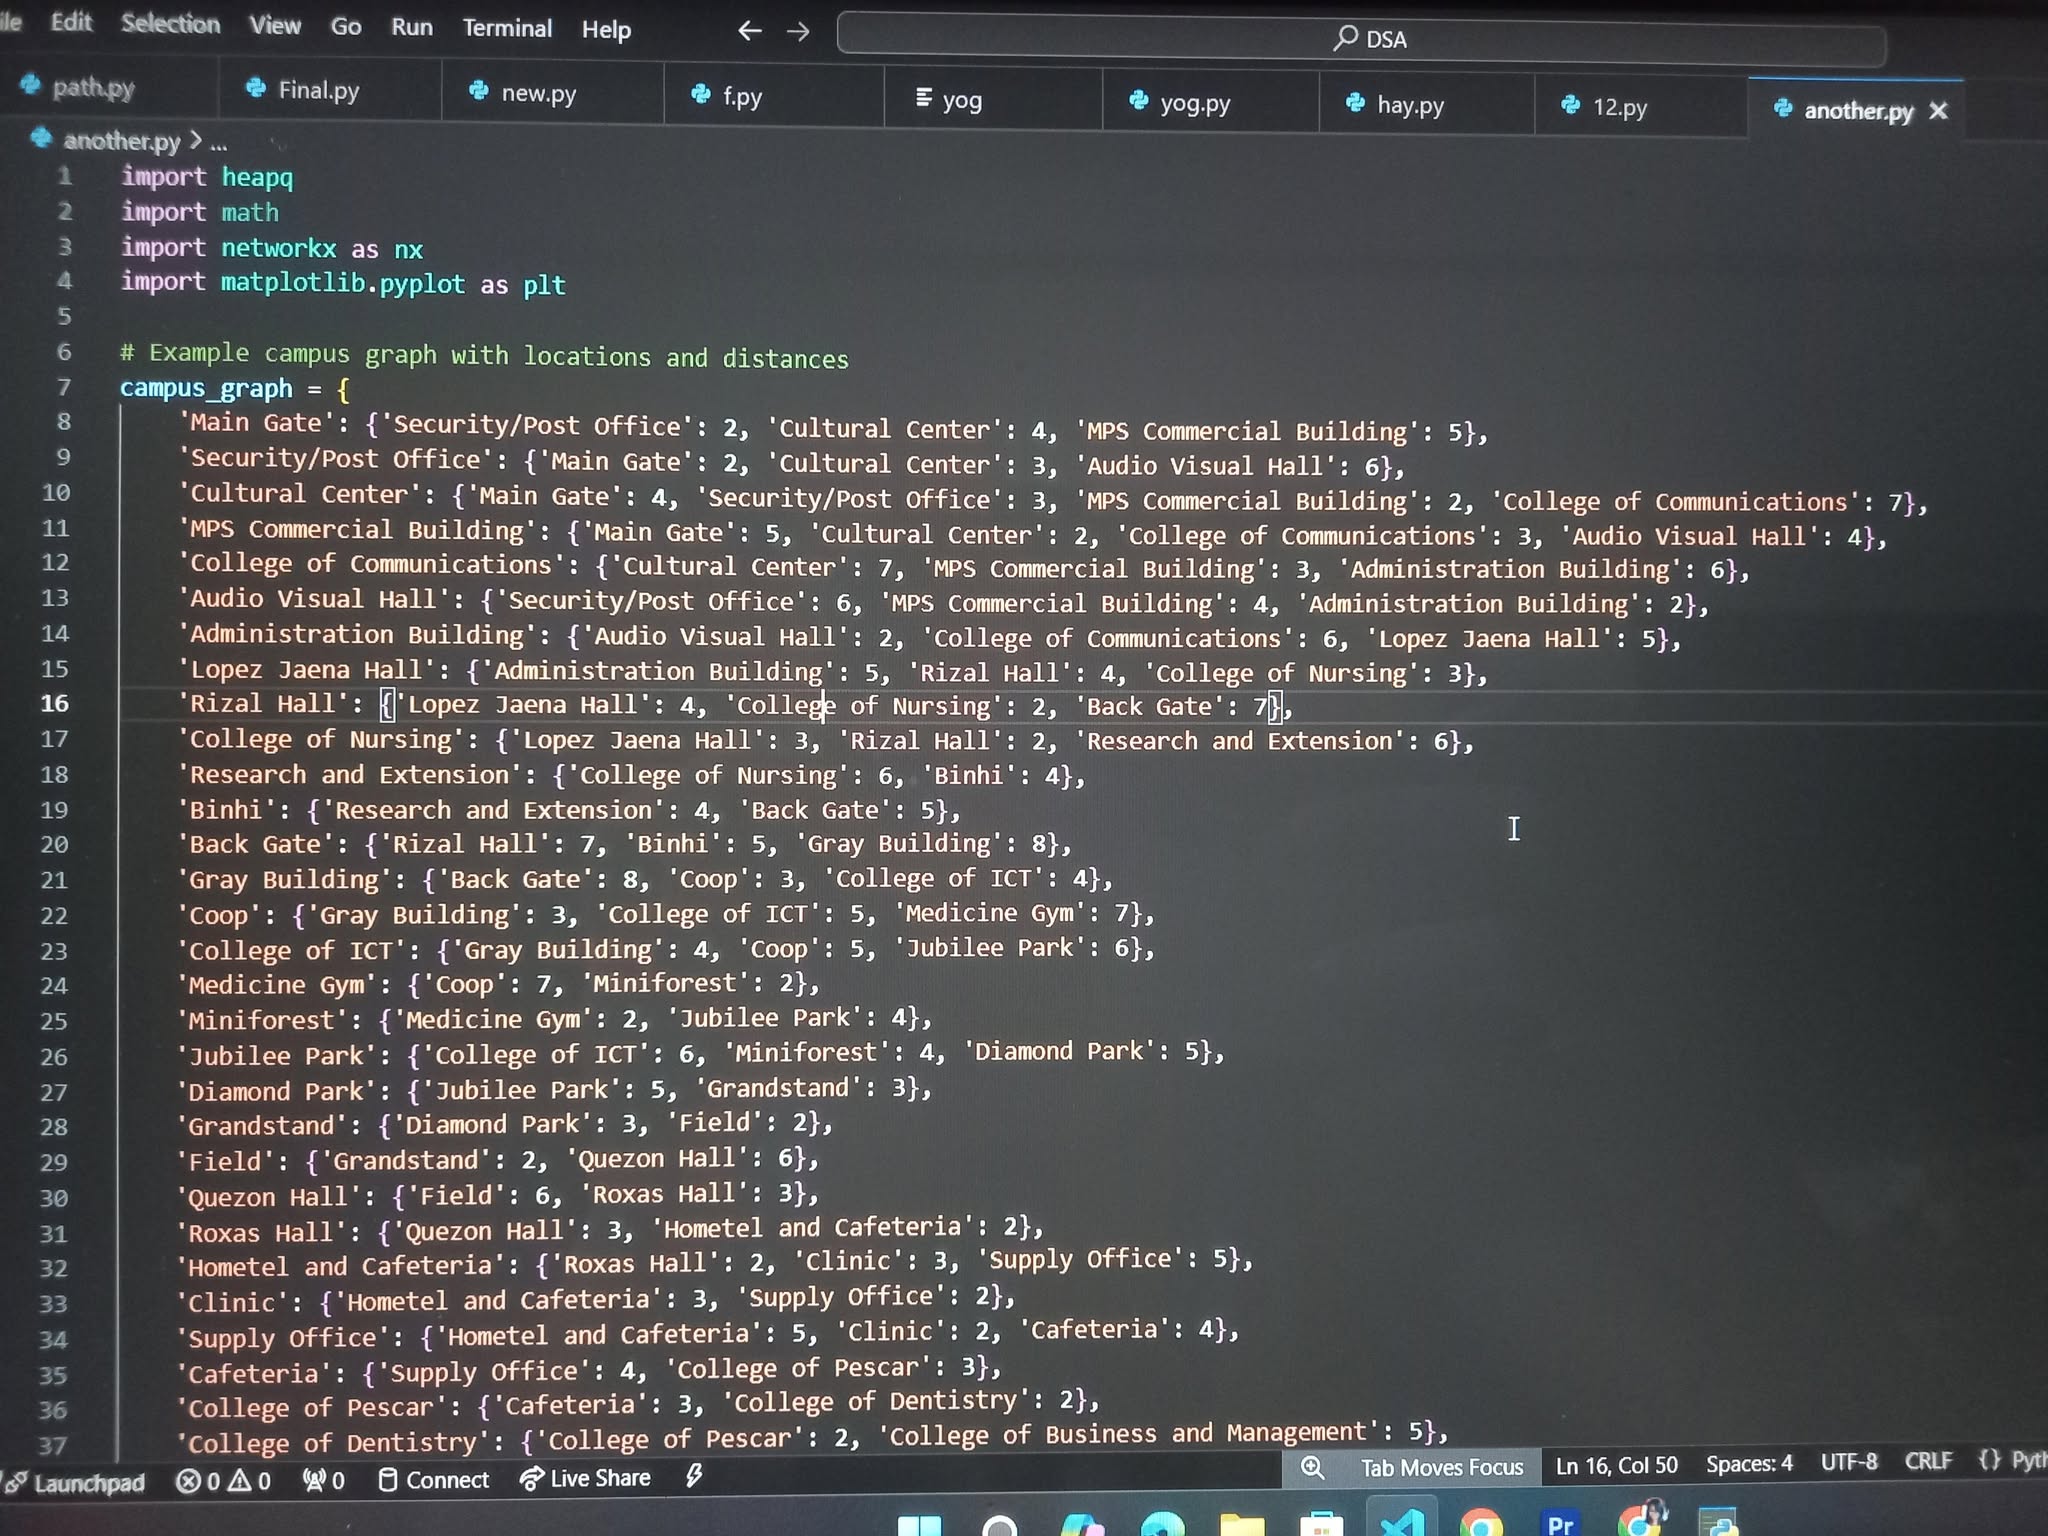 Edit Selection View Go Run Terminal Help ← → DSA
path.py Final.py new.py f.py yog yog.py hay.py 12.py another.py ×
another.py > ...
1 import heapq
2 import math
3 import networkx as nx
4 import matplotlib.pyplot as plt
5
6 # Example campus graph with locations and distances
7 campus_graph = {
8 'Main Gate': {'Security/Post Office': 2, 'Cultural Center': 4, 'MPS Commercial Building': 5},
9 'Security/Post Office': {'Main Gate': 2, 'Cultural Center': 3, 'Audio Visual Hall': 6},
10 'Cultural Center': {'Main Gate': 4, 'Security/Post Office': 3, 'MPS Commercial Building': 2, 'College of Communications': 7},
11 'MPS Commercial Building': {'Main Gate': 5, 'Cultural Center': 2, 'College of Communications': 3, 'Audio Visual Hall': 4},
12 'College of Communications': {'Cultural Center': 7, 'MPS Commercial Building': 3, 'Administration Building': 6},
13 'Audio Visual Hall': {'Security/Post Office': 6, 'MPS Commercial Building': 4, 'Administration Building': 2},
14 'Administration Building': {'Audio Visual Hall': 2, 'College of Communications': 6, 'Lopez Jaena Hall': 5},
15 'Lopez Jaena Hall': {'Administration Building': 5, 'Rizal Hall': 4, 'College of Nursing': 3},
16 'Rizal Hall': {'Lopez Jaena Hall': 4, 'College of Nursing': 2, 'Back Gate': 7},
17 'College of Nursing': {'Lopez Jaena Hall': 3, 'Rizal Hall': 2, 'Research and Extension': 6},
18 'Research and Extension': {'College of Nursing': 6, 'Binhi': 4},
19 'Binhi': {'Research and Extension': 4, 'Back Gate': 5},
20 'Back Gate': {'Rizal Hall': 7, 'Binhi': 5, 'Gray Building': 8},
21 'Gray Building': {'Back Gate': 8, 'Coop': 3, 'College of ICT': 4},
22 'Coop': {'Gray Building': 3, 'College of ICT': 5, 'Medicine Gym': 7},
23 'College of ICT': {'Gray Building': 4, 'Coop': 5, 'Jubilee Park': 6},
24 'Medicine Gym': {'Coop': 7, 'Miniforest': 2},
25 'Miniforest': {'Medicine Gym': 2, 'Jubilee Park': 4},
26 'Jubilee Park': {'College of ICT': 6, 'Miniforest': 4, 'Diamond Park': 5},
27 'Diamond Park': {'Jubilee Park': 5, 'Grandstand': 3},
28 'Grandstand': {'Diamond Park': 3, 'Field': 2},
29 'Field': {'Grandstand': 2, 'Quezon Hall': 6},
30 'Quezon Hall': {'Field': 6, 'Roxas Hall': 3},
31 'Roxas Hall': {'Quezon Hall': 3, 'Hometel and Cafeteria': 2},
32 'Hometel and Cafeteria': {'Roxas Hall': 2, 'Clinic': 3, 'Supply Office': 5},
33 'Clinic': {'Hometel and Cafeteria': 3, 'Supply Office': 2},
34 'Supply Office': {'Hometel and Cafeteria': 5, 'Clinic': 2, 'Cafeteria': 4},
35 'Cafeteria': {'Supply Office': 4, 'College of Pescar': 3},
36 'College of Pescar': {'Cafeteria': 3, 'College of Dentistry': 2},
37 'College of Dentistry': {'College of Pescar': 2, 'College of Business and Management': 5},
Launchpad 0 0 0 Connect Live Share Tab Moves Focus Ln 16, Col 50 Spaces: 4 UTF-8 CRLF {}
Pr